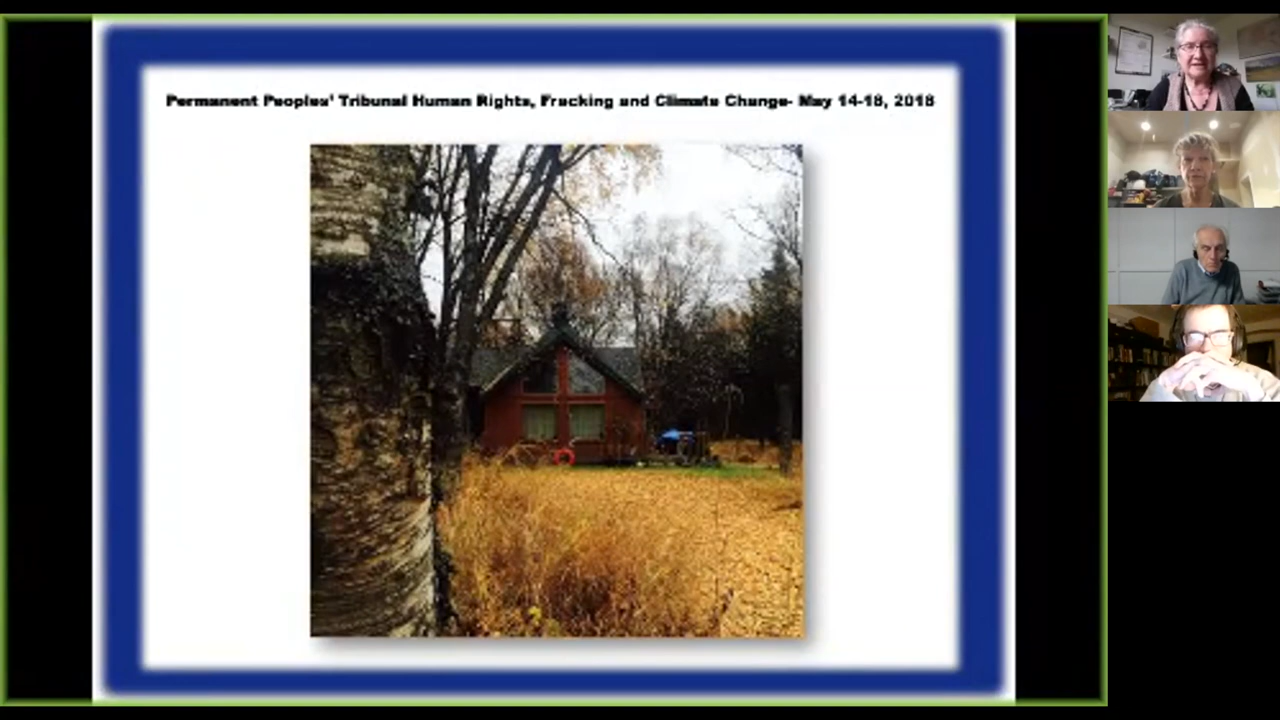 Permanent Peoples' Tribunal Human Rights, Fracking and Climate Change- May 14-18, 2018